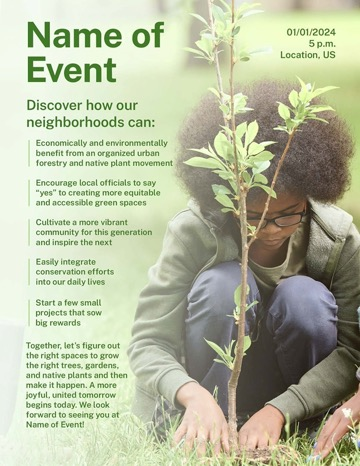 Name of
Event
01/01/2024
5 p.m.
Location, US
Discover how our
neighborhoods can:
Economically and environmentally
benefit from an organized urban
forestry and native plant movement
Encourage local officials to say
“yes” to creating more equitable
and accessible green spaces
Cultivate a more vibrant
community for this generation
and inspire the next
Easily integrate
conservation efforts
into our daily lives
Start a few small
projects that sow
big rewards
Together, let’s figure out
the right spaces to grow
the right trees, gardens,
and native plants and then
make it happen. A more
joyful, united tomorrow
begins today. We look
forward to seeing you at
Name of Event!